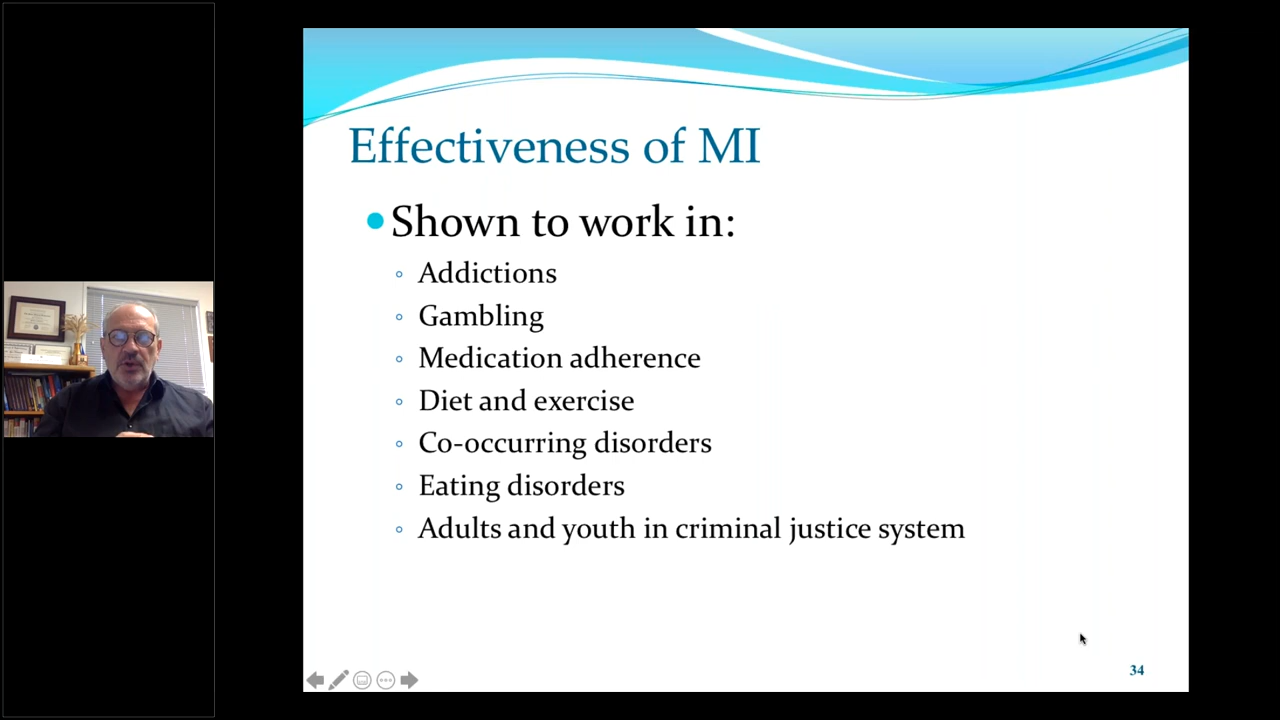 Effectiveness of MI
Shown to work in:
Addictions
Gambling
Medication adherence
Diet and exercise
Co-occurring disorders
Eating disorders
Adults and youth in criminal justice system
34